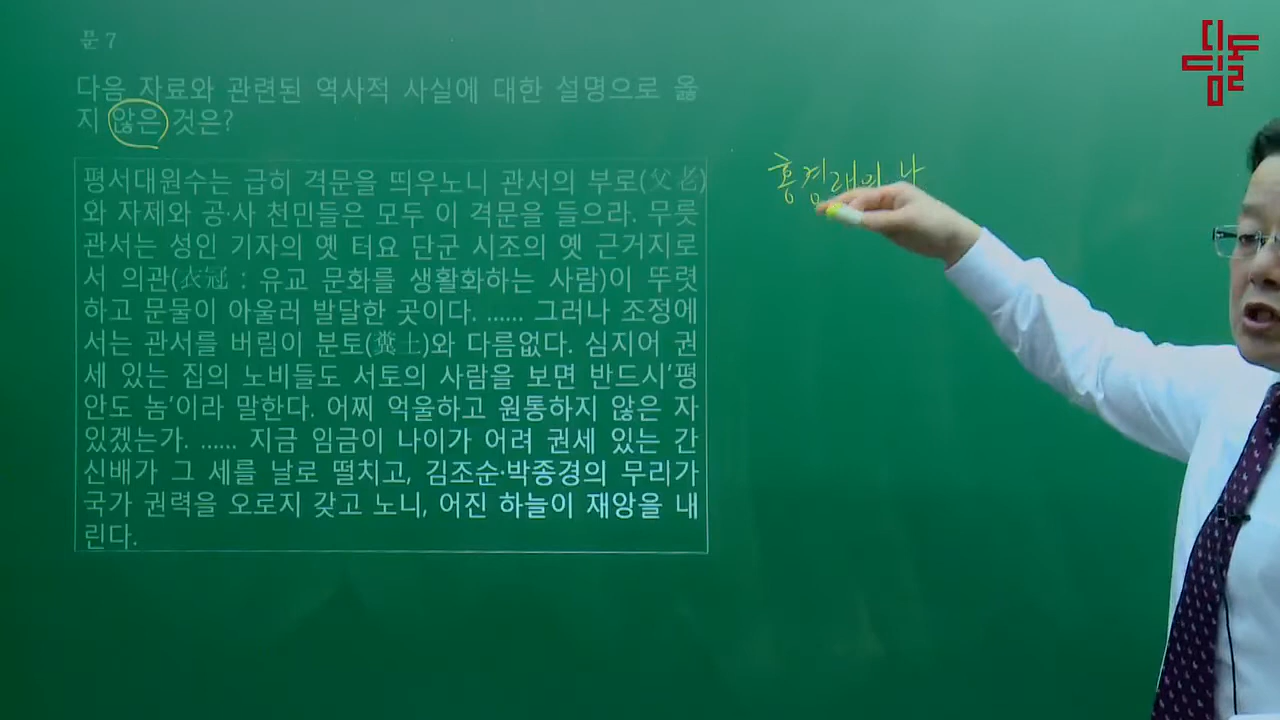 문 7
다음 자료와 관련된 역사적 사실에 대한 설명으로 옳
지 않은 것은?
평서대원수는 급히 격문을 띄우노니 관서의 부로(父老)
와 자제와 공·사 천민들은 모두 이 격문을 들으라. 무릇
관서는 성인 기자의 옛 터요 단군 시조의 옛 근거지로
서 의관(衣冠 : 유교 문화를 생활화하는 사람)이 뚜렷
하고 문물이 아울러 발달한 곳이다. …… 그러나 조정에
서는 관서를 버림이 분토(糞土)와 다름없다. 심지어 권
세 있는 집의 노비들도 서토의 사람을 보면 반드시'평
안도 놈'이라 말한다. 어찌 억울하고 원통하지 않은 자
있겠는가. …… 지금 임금이 나이가 어려 권세 있는 간
신배가 그 세를 날로 떨치고, 김조순·박종경의 무리가
국가 권력을 오로지 갖고 노니, 어진 하늘이 재앙을 내
린다.
홍경래의 나